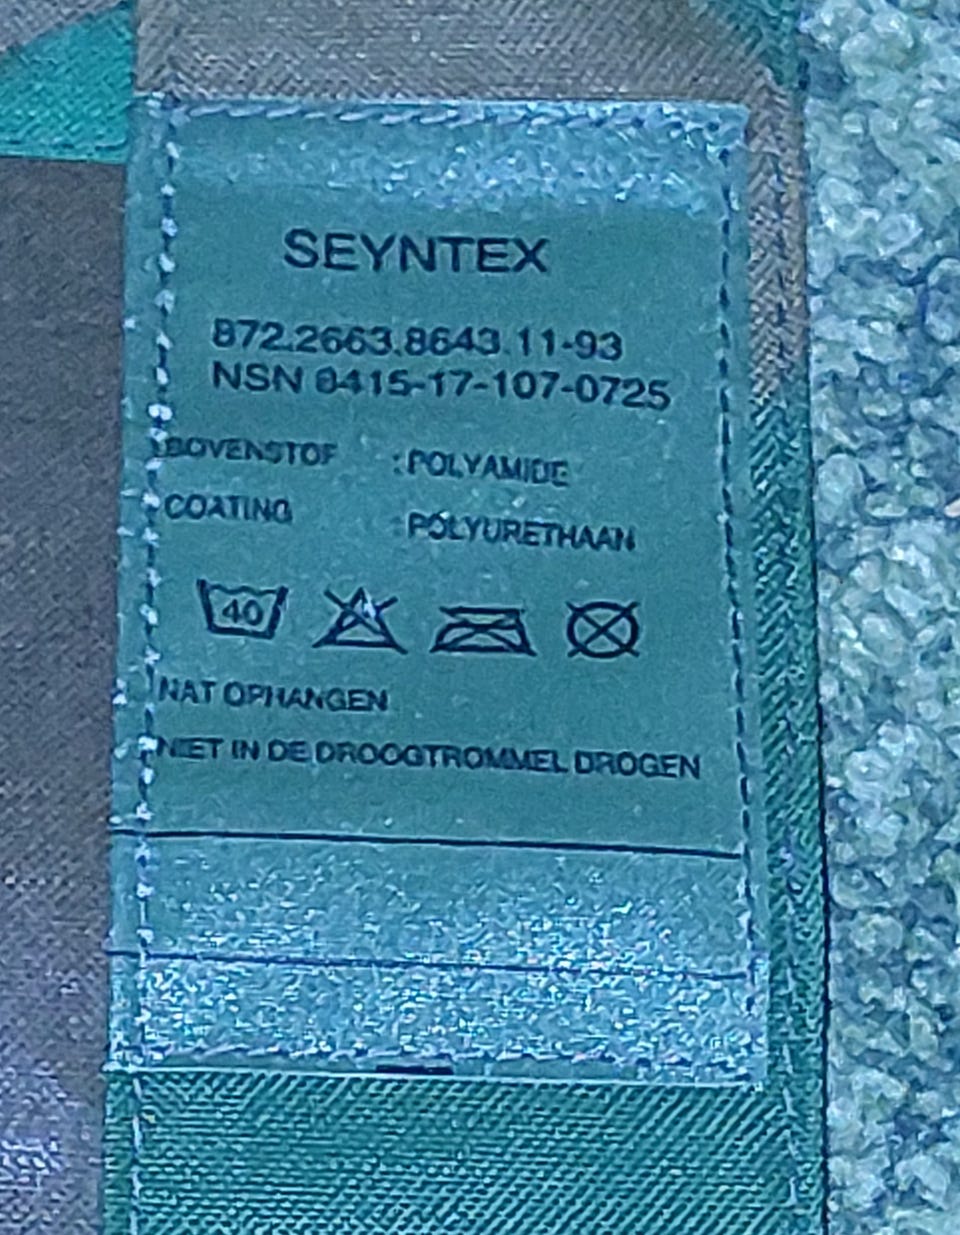 SEYNTEX
872.2663.8643.11-93
NSN 8415-17-107-0725
BOVENSTOF : POLYAMIDE
COATING : POLYURETHAAN
40
NAT OPHANGEN
NIET IN DE DROOGTROMMEL DROGEN